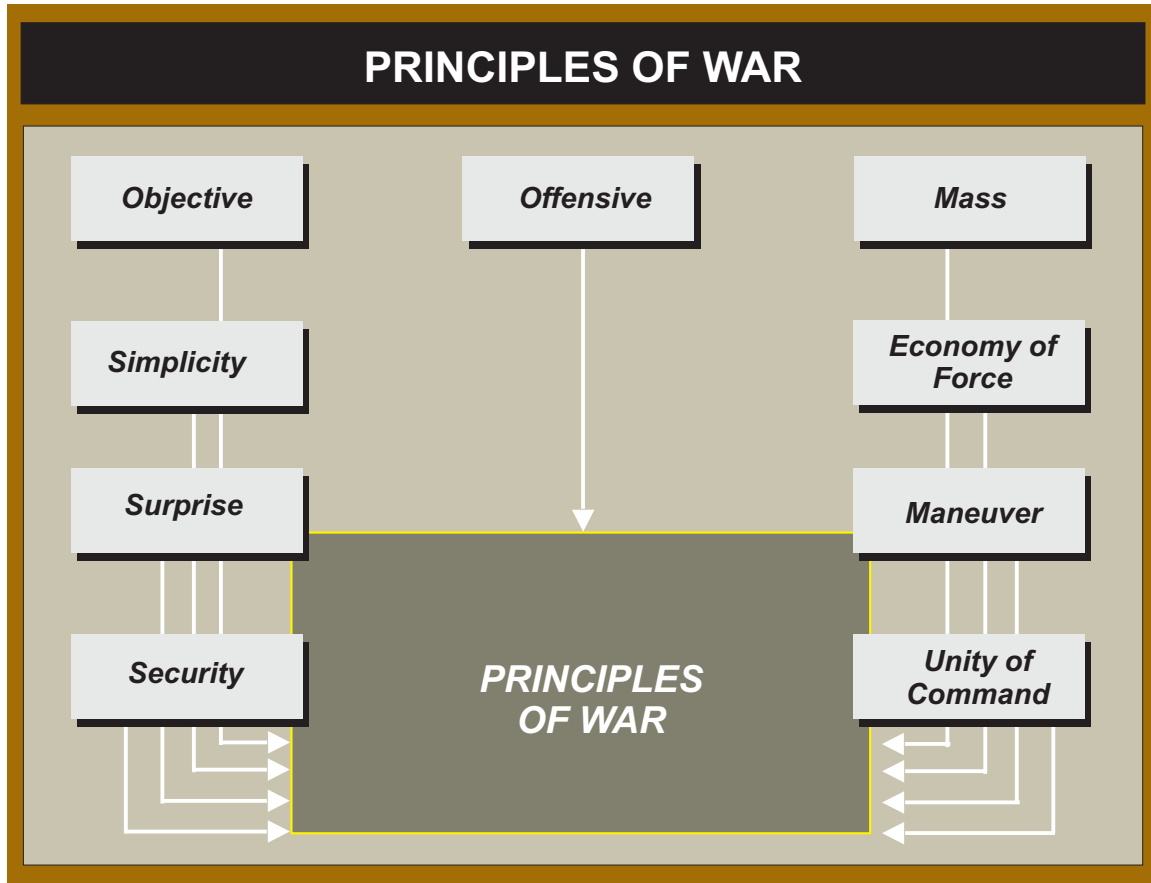 PRINCIPLES OF WAR
Objective
Offensive
Mass
Simplicity
Economy of
Force
Surprise
Maneuver
Security
PRINCIPLES
OF WAR
Unity of
Command